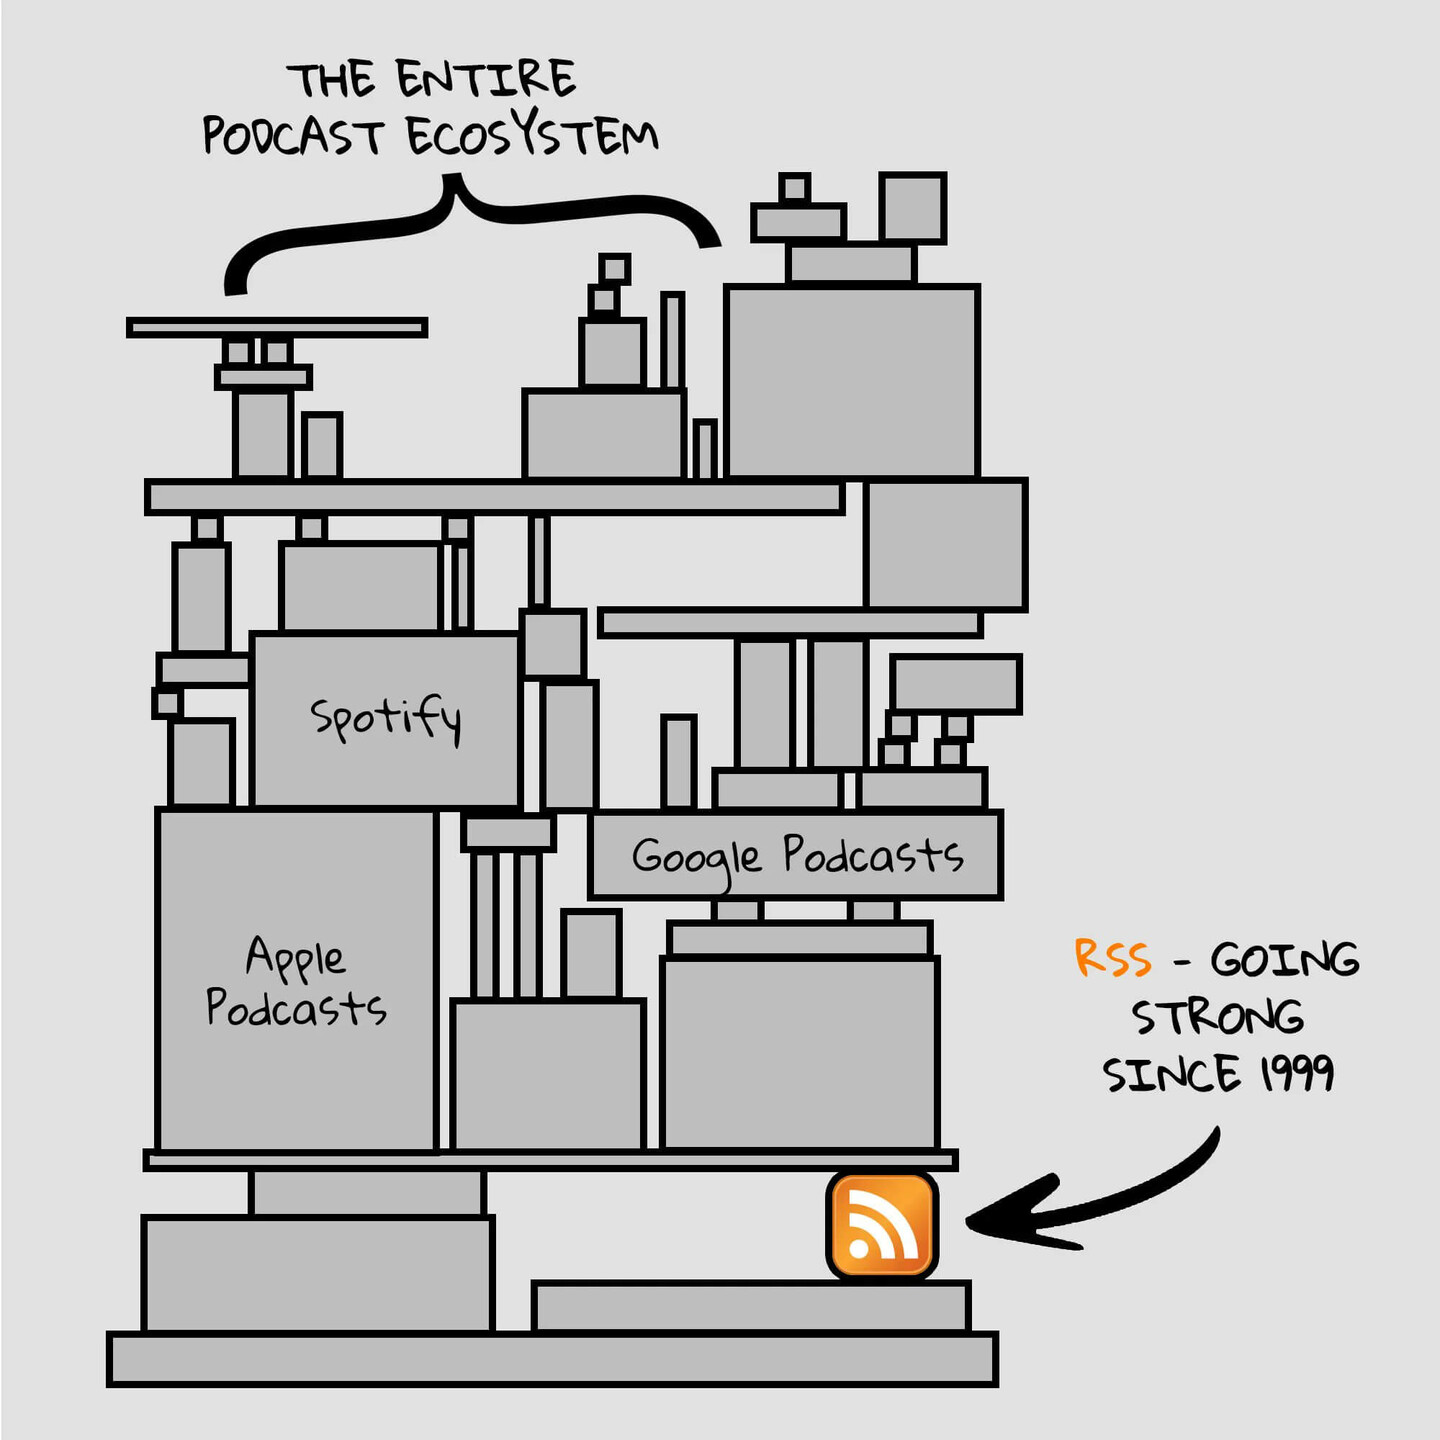 THE ENTIRE
PODCAST ECOSYSTEM
Spotify
Google Podcasts
Apple
Podcasts
RSS - GOING
STRONG
SINCE 1999